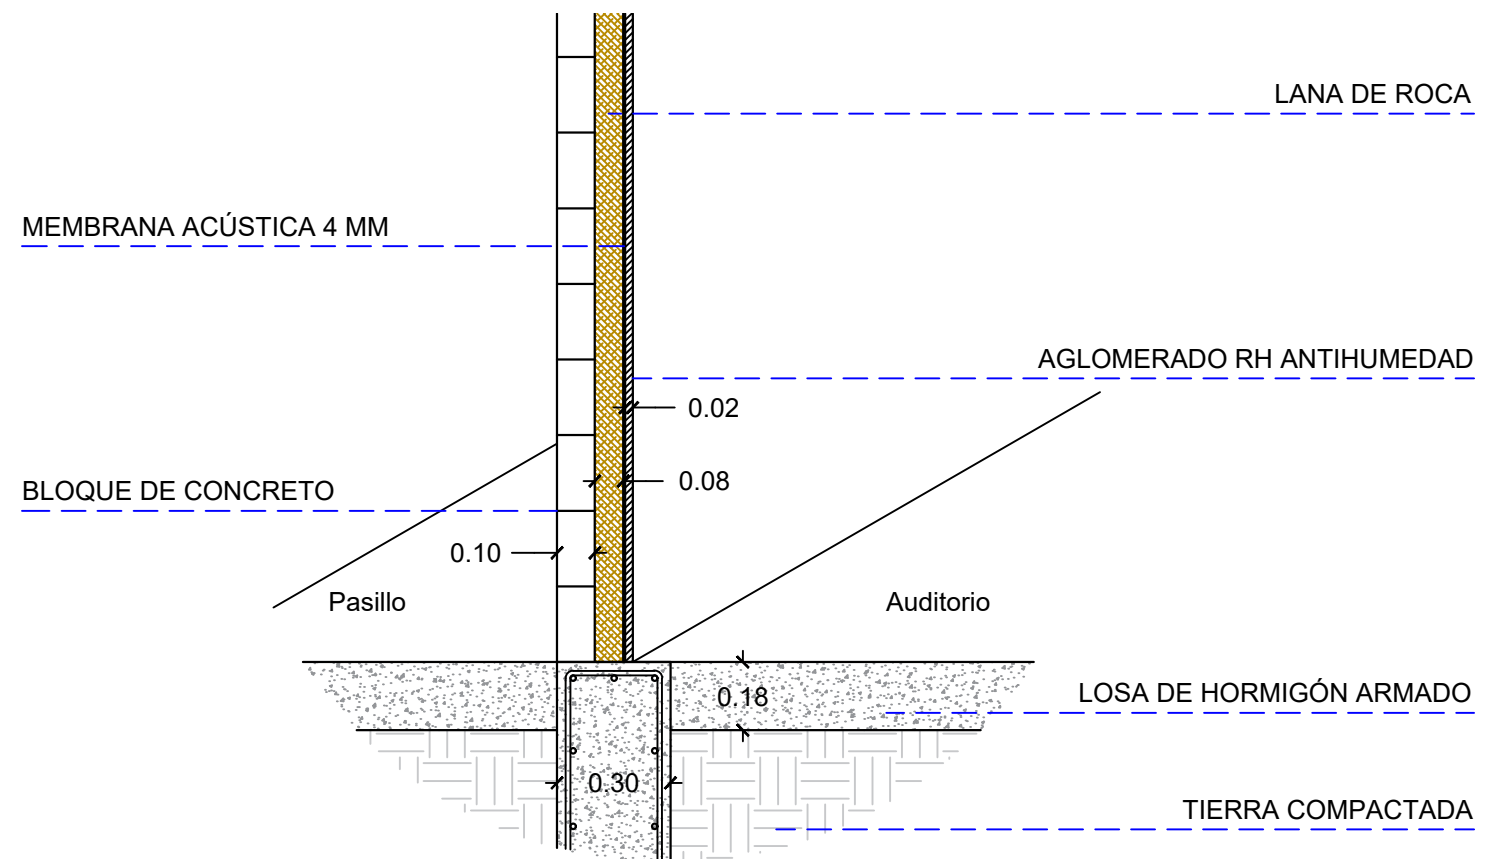 LANA DE ROCA
MEMBRANA ACÚSTICA 4 MM
AGLOMERADO RH ANTIHUMEDAD
0.02
0.08
BLOQUE DE CONCRETO
0.10
Pasillo
Auditorio
0.18
LOSA DE HORMIGÓN ARMADO
0.30
TIERRA COMPACTADA